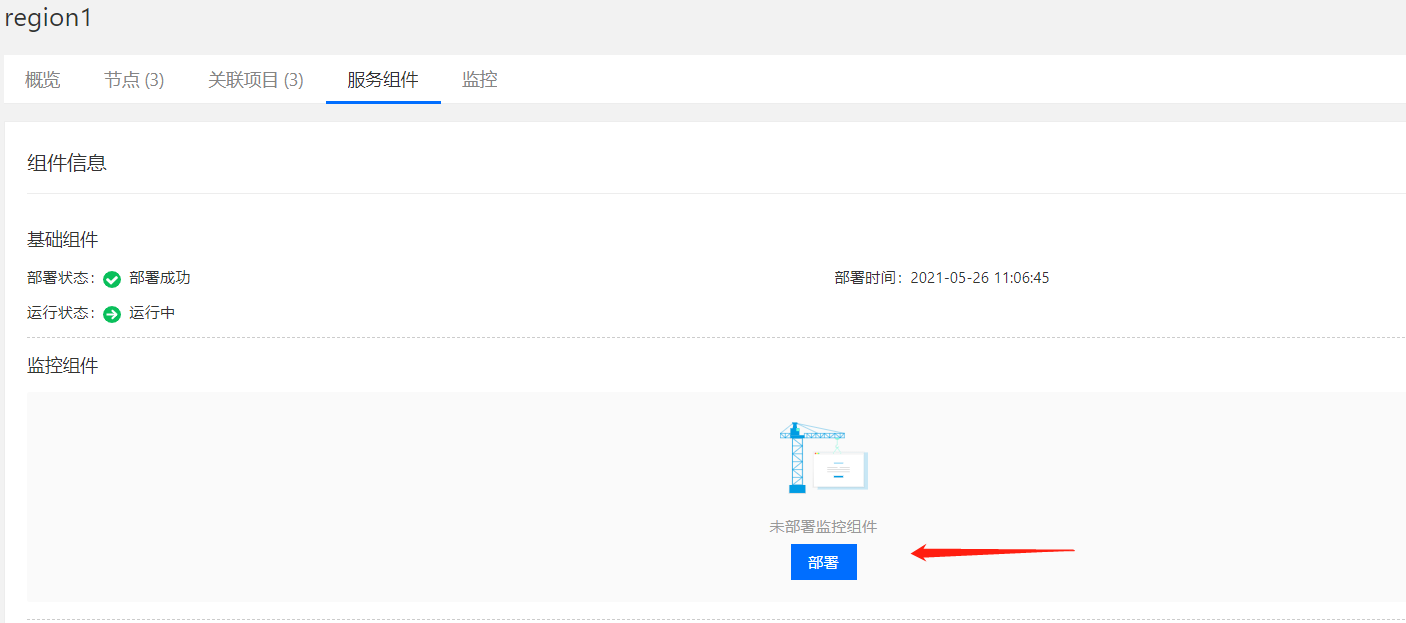 region1
概览 节点 (3) 关联项目 (3) 服务组件 监控
组件信息
基础组件
部署状态： 部署成功 部署时间：2021-05-26 11:06:45
运行状态： 运行中
监控组件
未部署监控组件
部署